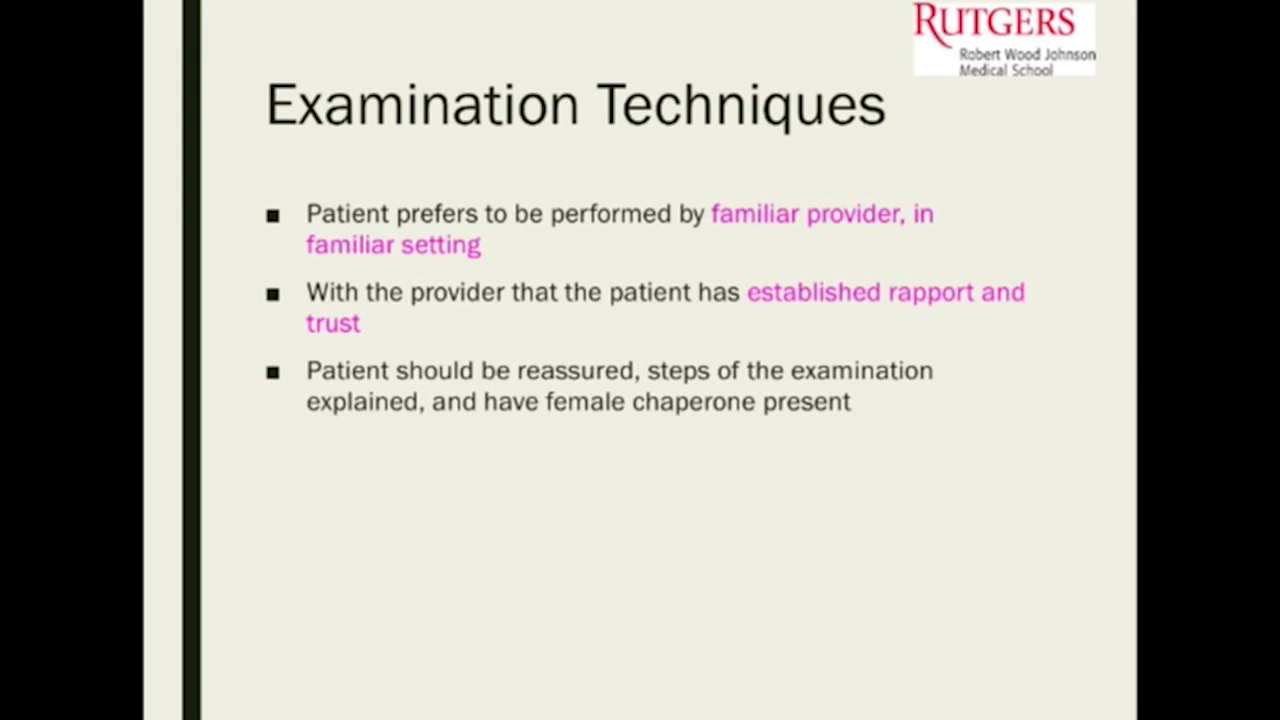 RUTGERS
Robert Wood Johnson
Medical School
Examination Techniques
Patient prefers to be performed by familiar provider, in
familiar setting
With the provider that the patient has established rapport and
trust
Patient should be reassured, steps of the examination
explained, and have female chaperone present